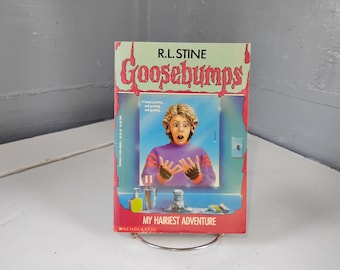 R.L. STINE
Goosebumps
MY HAIRIEST ADVENTURE
SCHOLASTIC